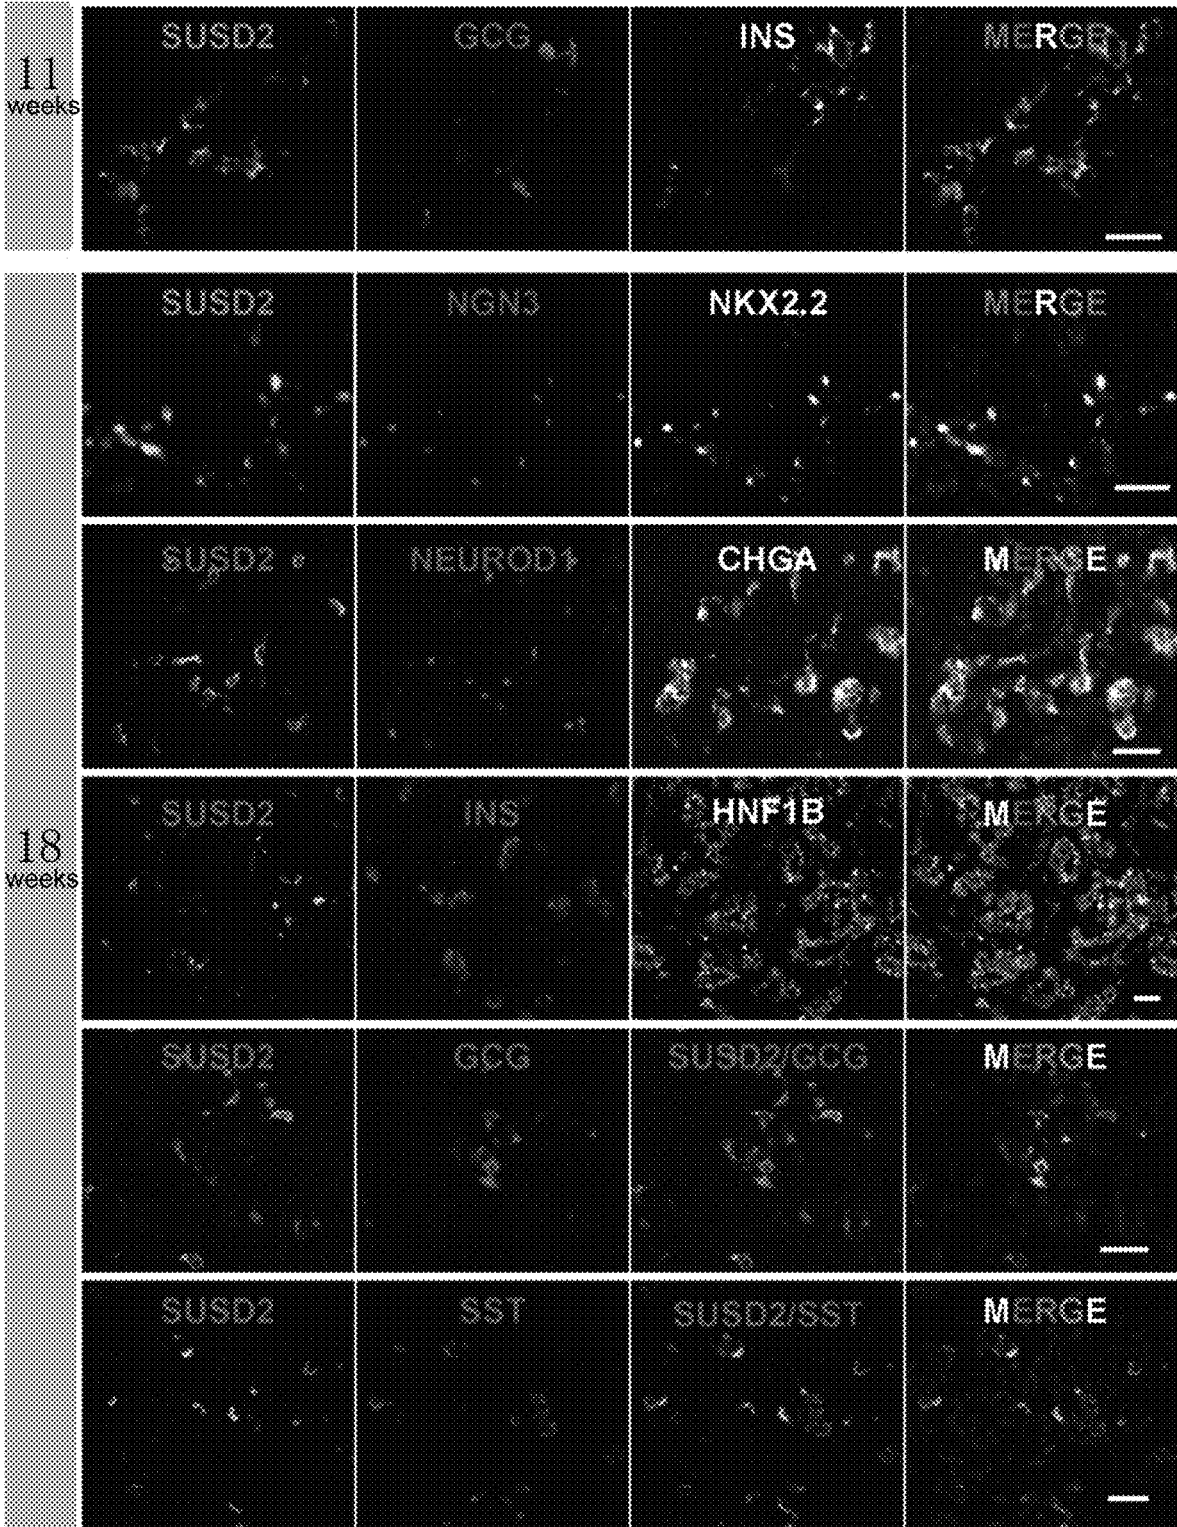 11
weeks
SUSD2 GCG INS MERGE
SUSD2 NGN3 NKX2.2 MERGE
SUSD2 NEUROD1 CHGA MERGE
18
weeks
SUSD2 INS HNF1B MERGE
SUSD2 GCG SUSD2/GCG MERGE
SUSD2 SST SUSD2/SST MERGE